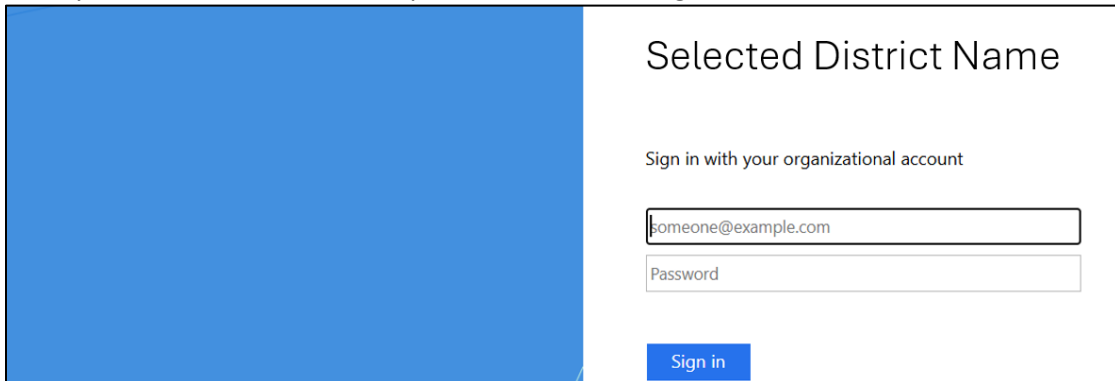 Selected District Name
Sign in with your organizational account
someone@example.com
Password
Sign in